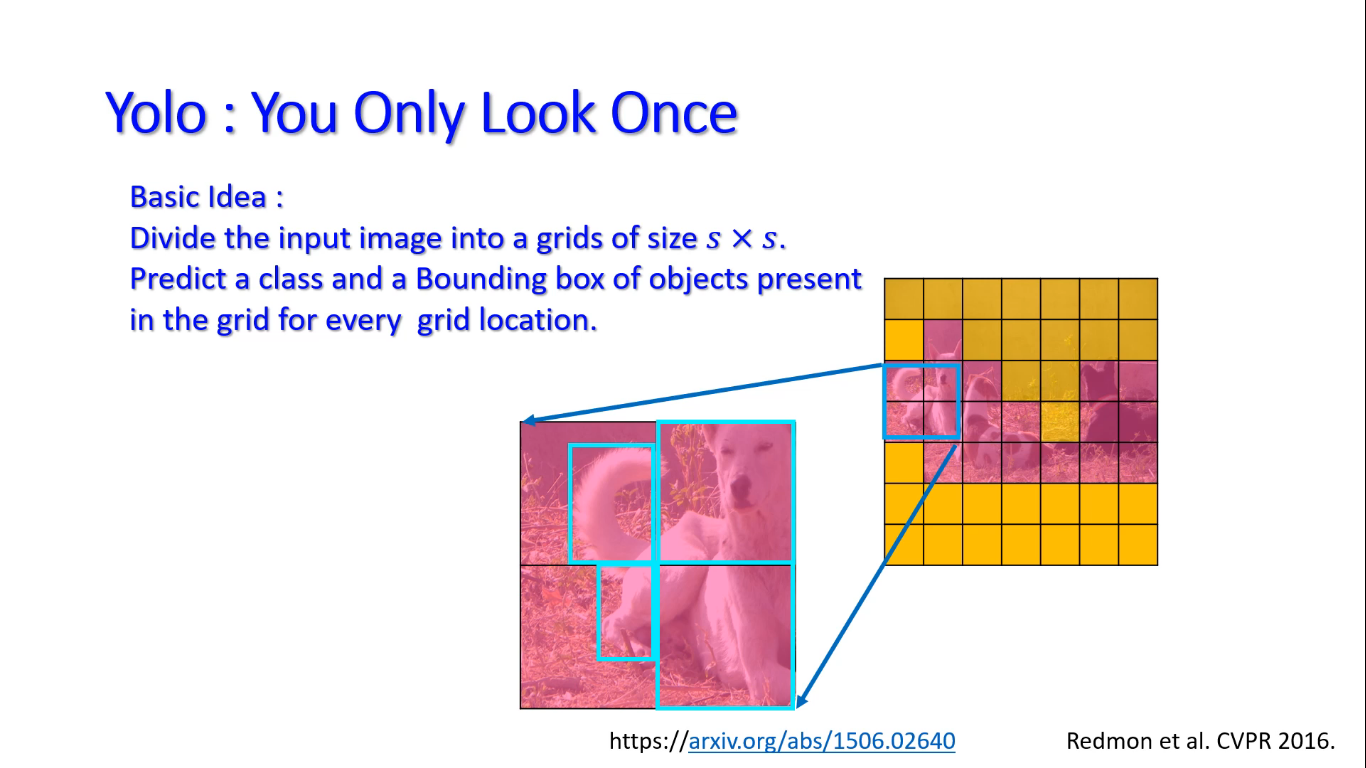 Yolo : You Only Look Once
Basic Idea :
Divide the input image into a grids of size 𝑠 × 𝑠.
Predict a class and a Bounding box of objects present
in the grid for every grid location.
https://arxiv.org/abs/1506.02640
Redmon et al. CVPR 2016.